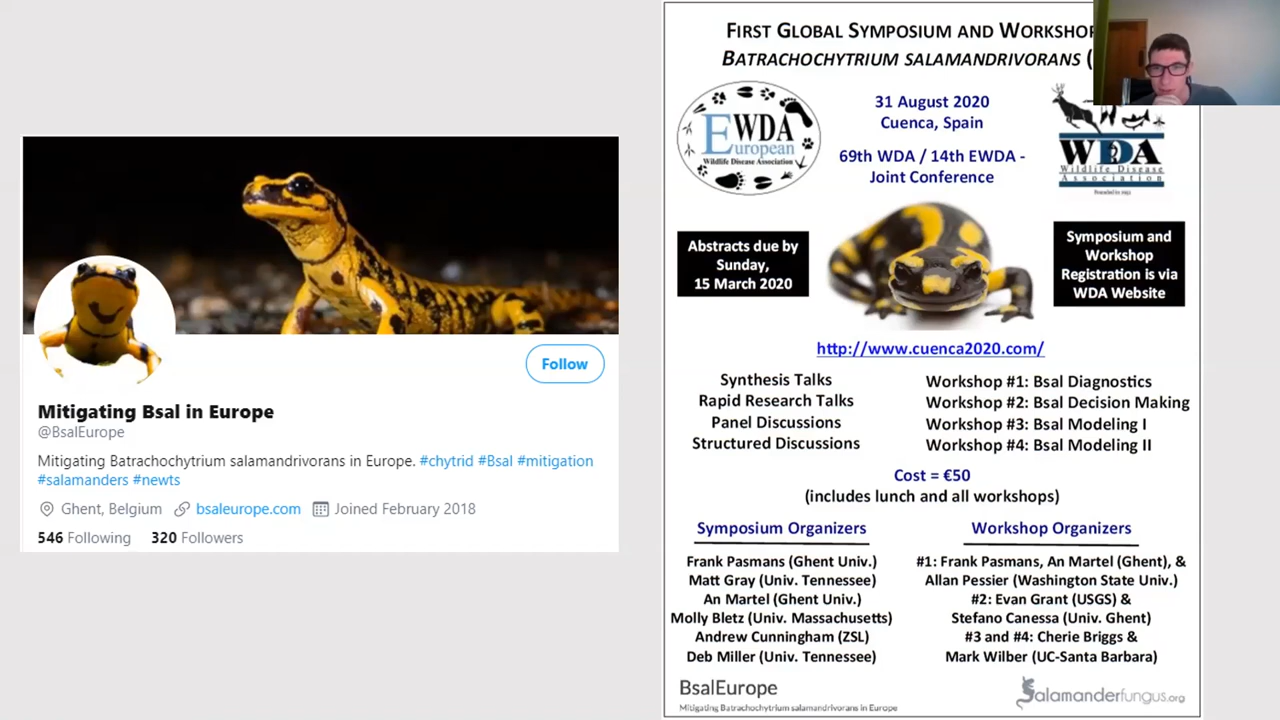 Follow
Mitigating Bsal in Europe
@BsalEurope
Mitigating Batrachochytrium salamandrivorans in Europe. #chytrid #Bsal #mitigation
#salamanders #newts
Ghent, Belgium bsaleurope.com Joined February 2018
546 Following 320 Followers
FIRST GLOBAL SYMPOSIUM AND
BATRACHOCHYTRIUM SALAMANDRIVORANS (
EWDA
EUROPEAN
Wildlife Disease Association
31 August 2020
Cuenca, Spain
69th WDA / 14th EWDA -
Joint Conference
WDA
Wildlife Disease
Association
Founded in 1951
Abstracts due by
Sunday,
15 March 2020
Symposium and
Workshop
Registration is via
WDA Website
http://www.cuenca2020.com/
Synthesis Talks
Rapid Research Talks
Panel Discussions
Structured Discussions
Workshop #1: Bsal Diagnostics
Workshop #2: Bsal Decision Making
Workshop #3: Bsal Modeling I
Workshop #4: Bsal Modeling II
Cost = €50
(includes lunch and all workshops)
Symposium Organizers
Frank Pasmans (Ghent Univ.)
Matt Gray (Univ. Tennessee)
An Martel (Ghent Univ.)
Molly Bletz (Univ. Massachusetts)
Andrew Cunningham (ZSL)
Deb Miller (Univ. Tennessee)
Workshop Organizers
#1: Frank Pasmans, An Martel (Ghent), &
Allan Pessier (Washington State Univ.)
#2: Evan Grant (USGS) &
Stefano Canessa (Univ. Ghent)
#3 and #4: Cherie Briggs &
Mark Wilber (UC-Santa Barbara)
BsalEurope
Mitigating Batrachochytrium salamandrivorans in Europe
Salamanderfungus.org